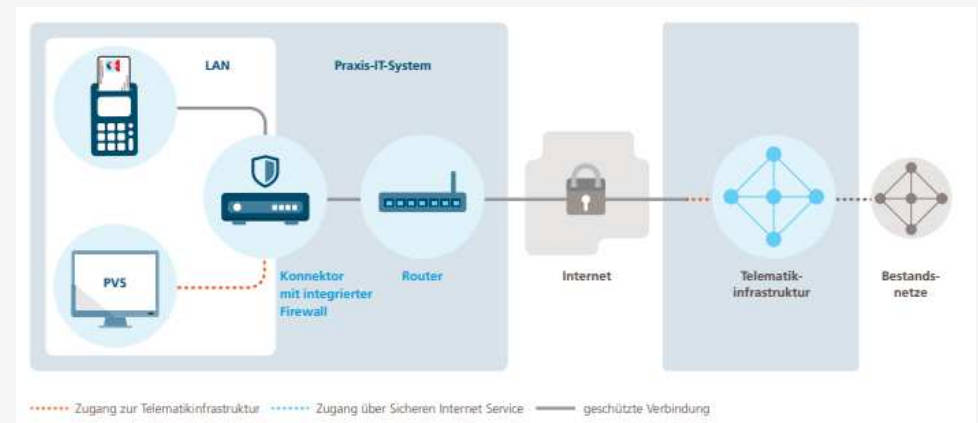 LAN
Praxis-IT-System
PVS
Konnektor
mit integrierter
Firewall
Router
Internet
Telematik-
infrastruktur
Bestands-
netze
Zugang zur Telematikinfrastruktur
Zugang über Sicheren Internet Service
geschützte Verbindung